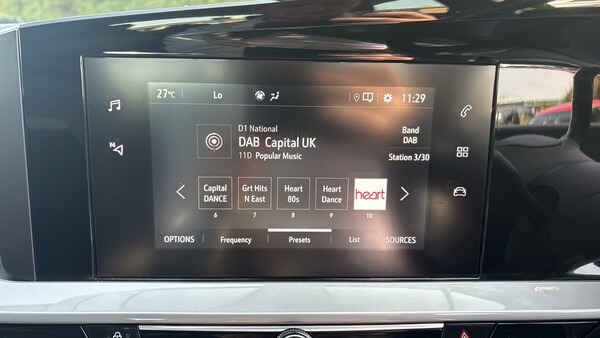 27°C Lo 11:29
N
D1 National
DAB Capital UK
11D Popular Music
Band
DAB
Station 3/30
Capital
DANCE
6
Grt Hits
N East
7
Heart
80s
8
Heart
Dance
9
heart
10
OPTIONS Frequency Presets List SOURCES